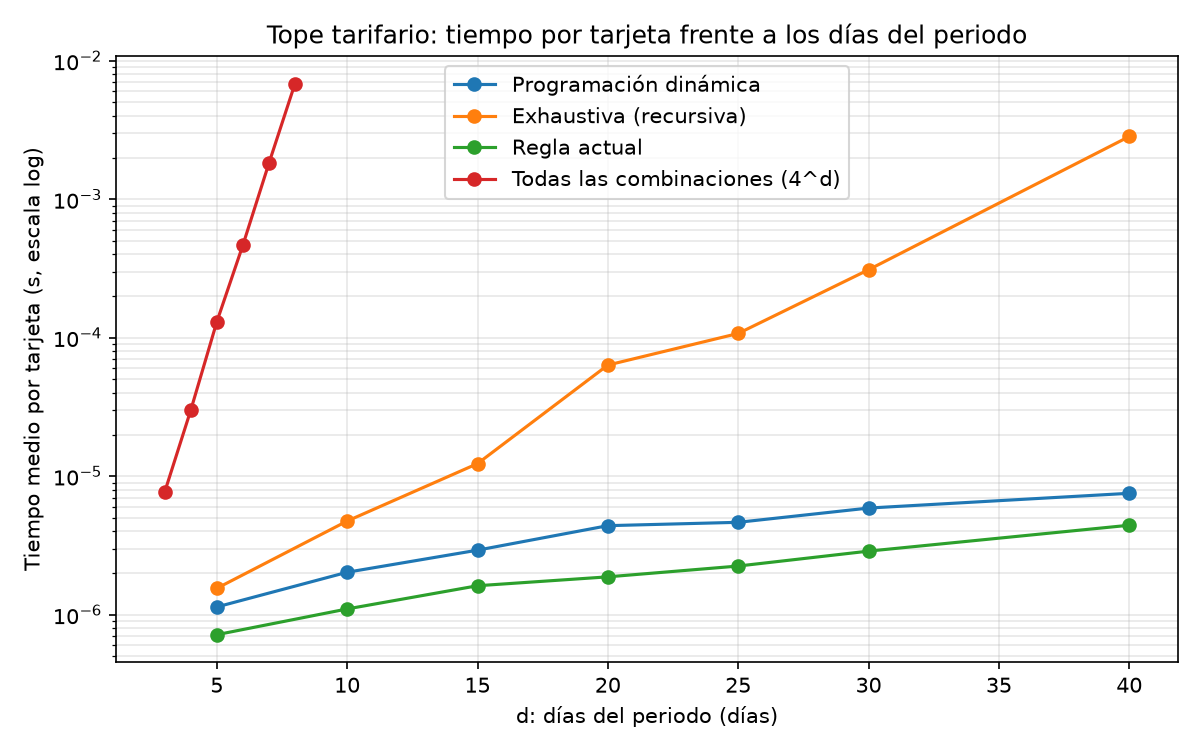 Tope tarifario: tiempo por tarjeta frente a los días del periodo
Programación dinámica
Exhaustiva (recursiva)
Regla actual
Todas las combinaciones (4^d)
Tiempo medio por tarjeta (s, escala log)
10⁻²
10⁻³
10⁻⁴
10⁻⁵
10⁻⁶
5 10 15 20 25 30 35 40
d: días del periodo (días)